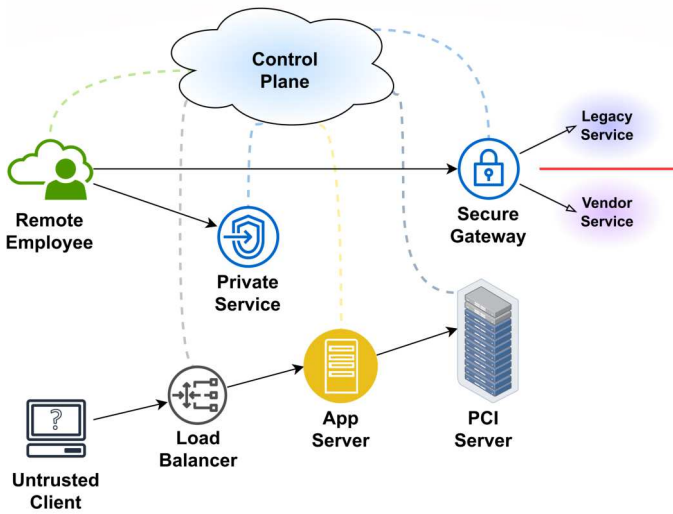 Control
Plane
Legacy
Service
Remote
Employee
Secure
Gateway
Vendor
Service
Private
Service
?
Load
Balancer
App
Server
PCI
Server
Untrusted
Client